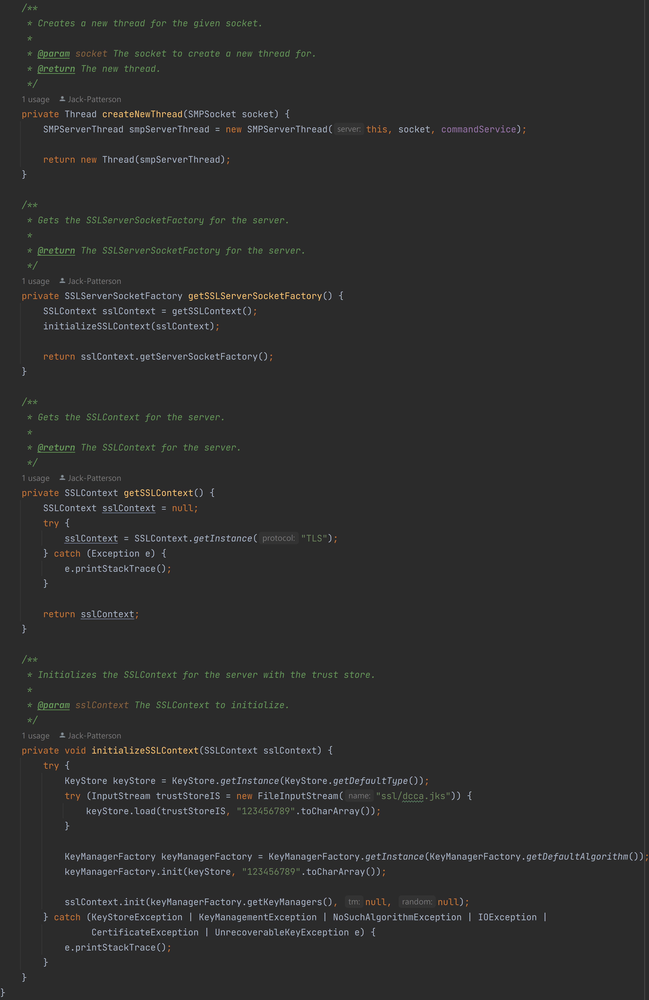 /**
 * Creates a new thread for the given socket.
 *
 * @param socket The socket to create a new thread for.
 * @return The new thread.
 */
1 usage Jack-Patterson
private Thread createNewThread(SMPSocket socket) {
    SMPServerThread smpServerThread = new SMPServerThread( server: this, socket, commandService);
    return new Thread(smpServerThread);
}
/**
 * Gets the SSLServerSocketFactory for the server.
 *
 * @return The SSLServerSocketFactory for the server.
 */
1 usage Jack-Patterson
private SSLServerSocketFactory getSSLServerSocketFactory() {
    SSLContext sslContext = getSSLContext();
    initializeSSLContext(sslContext);
    return sslContext.getServerSocketFactory();
}
/**
 * Gets the SSLContext for the server.
 *
 * @return The SSLContext for the server.
 */
1 usage Jack-Patterson
private SSLContext getSSLContext() {
    SSLContext sslContext = null;
    try {
        sslContext = SSLContext.getInstance( protocol: "TLS");
    } catch (Exception e) {
        e.printStackTrace();
    }
    return sslContext;
}
/**
 * Initializes the SSLContext for the server with the trust store.
 *
 * @param sslContext The SSLContext to initialize.
 */
1 usage Jack-Patterson
private void initializeSSLContext(SSLContext sslContext) {
    try {
        KeyStore keyStore = KeyStore.getInstance(KeyStore.getDefaultType());
        try (InputStream trustStoreIS = new FileInputStream( name: "ssl/dcca.jks")) {
            keyStore.load(trustStoreIS, "123456789".toCharArray());
        }
        KeyManagerFactory keyManagerFactory = KeyManagerFactory.getInstance(KeyManagerFactory.getDefaultAlgorithm());
        keyManagerFactory.init(keyStore, "123456789".toCharArray());
        sslContext.init(keyManagerFactory.getKeyManagers(), tm: null, random: null);
    } catch (KeyStoreException | KeyManagementException | NoSuchAlgorithmException | IOException |
             CertificateException | UnrecoverableKeyException e) {
        e.printStackTrace();
    }
}
}